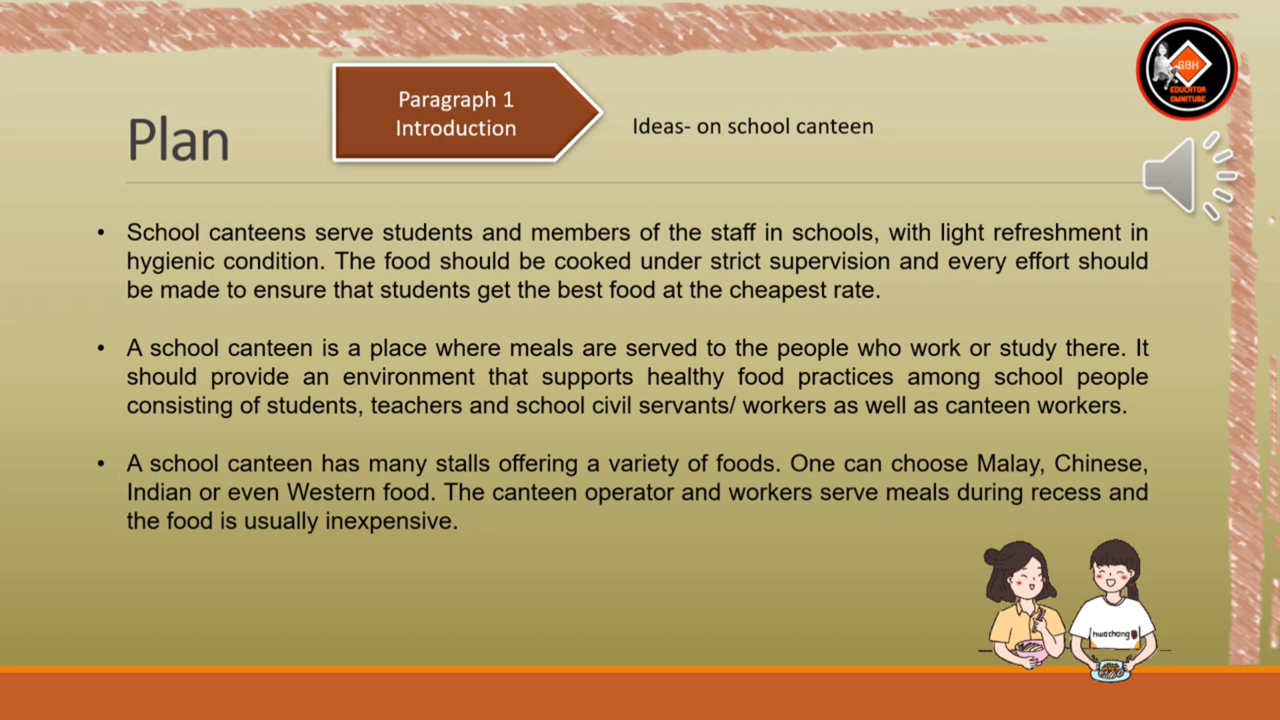 Plan
Paragraph 1
Introduction
Ideas- on school canteen
GBH
EDUCATOR
OMNITUBE
• School canteens serve students and members of the staff in schools, with light refreshment in
hygienic condition. The food should be cooked under strict supervision and every effort should
be made to ensure that students get the best food at the cheapest rate.
• A school canteen is a place where meals are served to the people who work or study there. It
should provide an environment that supports healthy food practices among school people
consisting of students, teachers and school civil servants/ workers as well as canteen workers.
• A school canteen has many stalls offering a variety of foods. One can choose Malay, Chinese,
Indian or even Western food. The canteen operator and workers serve meals during recess and
the food is usually inexpensive.
hwachong